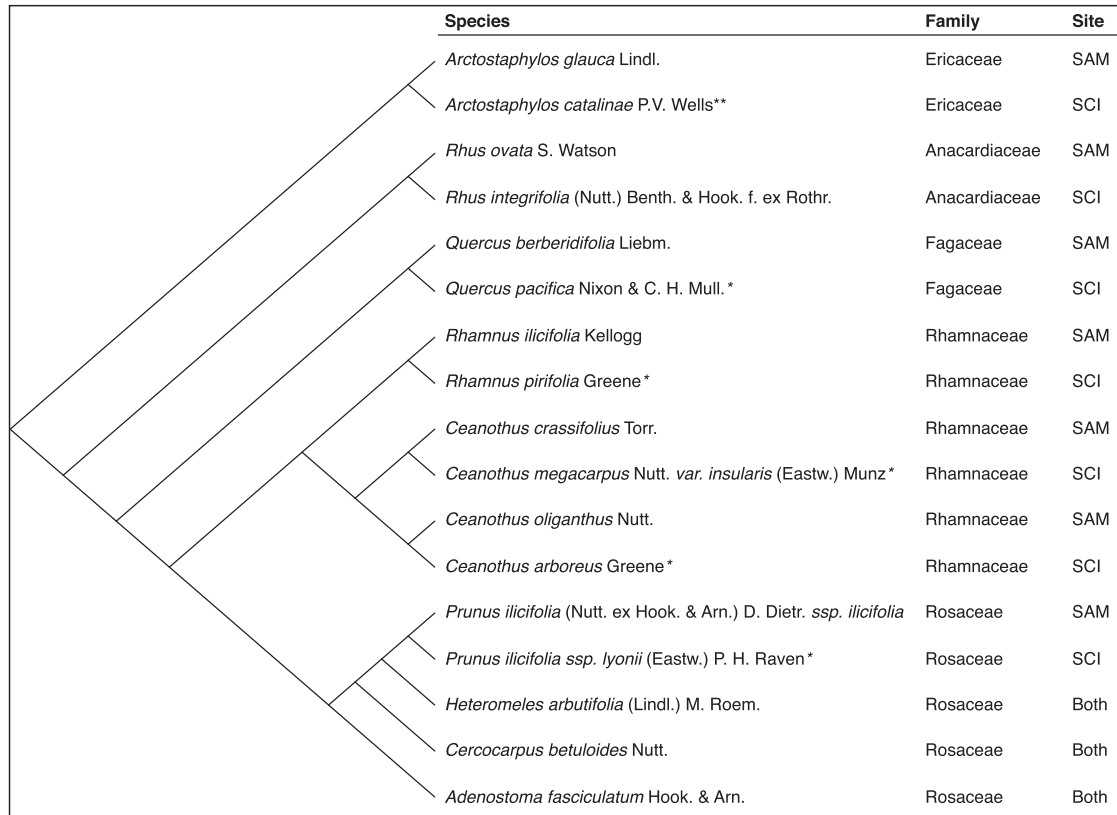 Species Family Site
Arctostaphylos glauca Lindl. Ericaceae SAM
Arctostaphylos catalinae P.V. Wells** Ericaceae SCI
Rhus ovata S. Watson Anacardiaceae SAM
Rhus integrifolia (Nutt.) Benth. & Hook. f. ex Rothr. Anacardiaceae SCI
Quercus berberidifolia Liebm. Fagaceae SAM
Quercus pacifica Nixon & C. H. Mull.* Fagaceae SCI
Rhamnus ilicifolia Kellogg Rhamnaceae SAM
Rhamnus pirifolia Greene* Rhamnaceae SCI
Ceanothus crassifolius Torr. Rhamnaceae SAM
Ceanothus megacarpus Nutt. var. insularis (Eastw.) Munz* Rhamnaceae SCI
Ceanothus oliganthus Nutt. Rhamnaceae SAM
Ceanothus arboreus Greene* Rhamnaceae SCI
Prunus ilicifolia (Nutt. ex Hook. & Arn.) D. Dietr. ssp. ilicifolia Rosaceae SAM
Prunus ilicifolia ssp. lyonii (Eastw.) P. H. Raven* Rosaceae SCI
Heteromeles arbutifolia (Lindl.) M. Roem. Rosaceae Both
Cercocarpus betuloides Nutt. Rosaceae Both
Adenostoma fasciculatum Hook. & Arn. Rosaceae Both